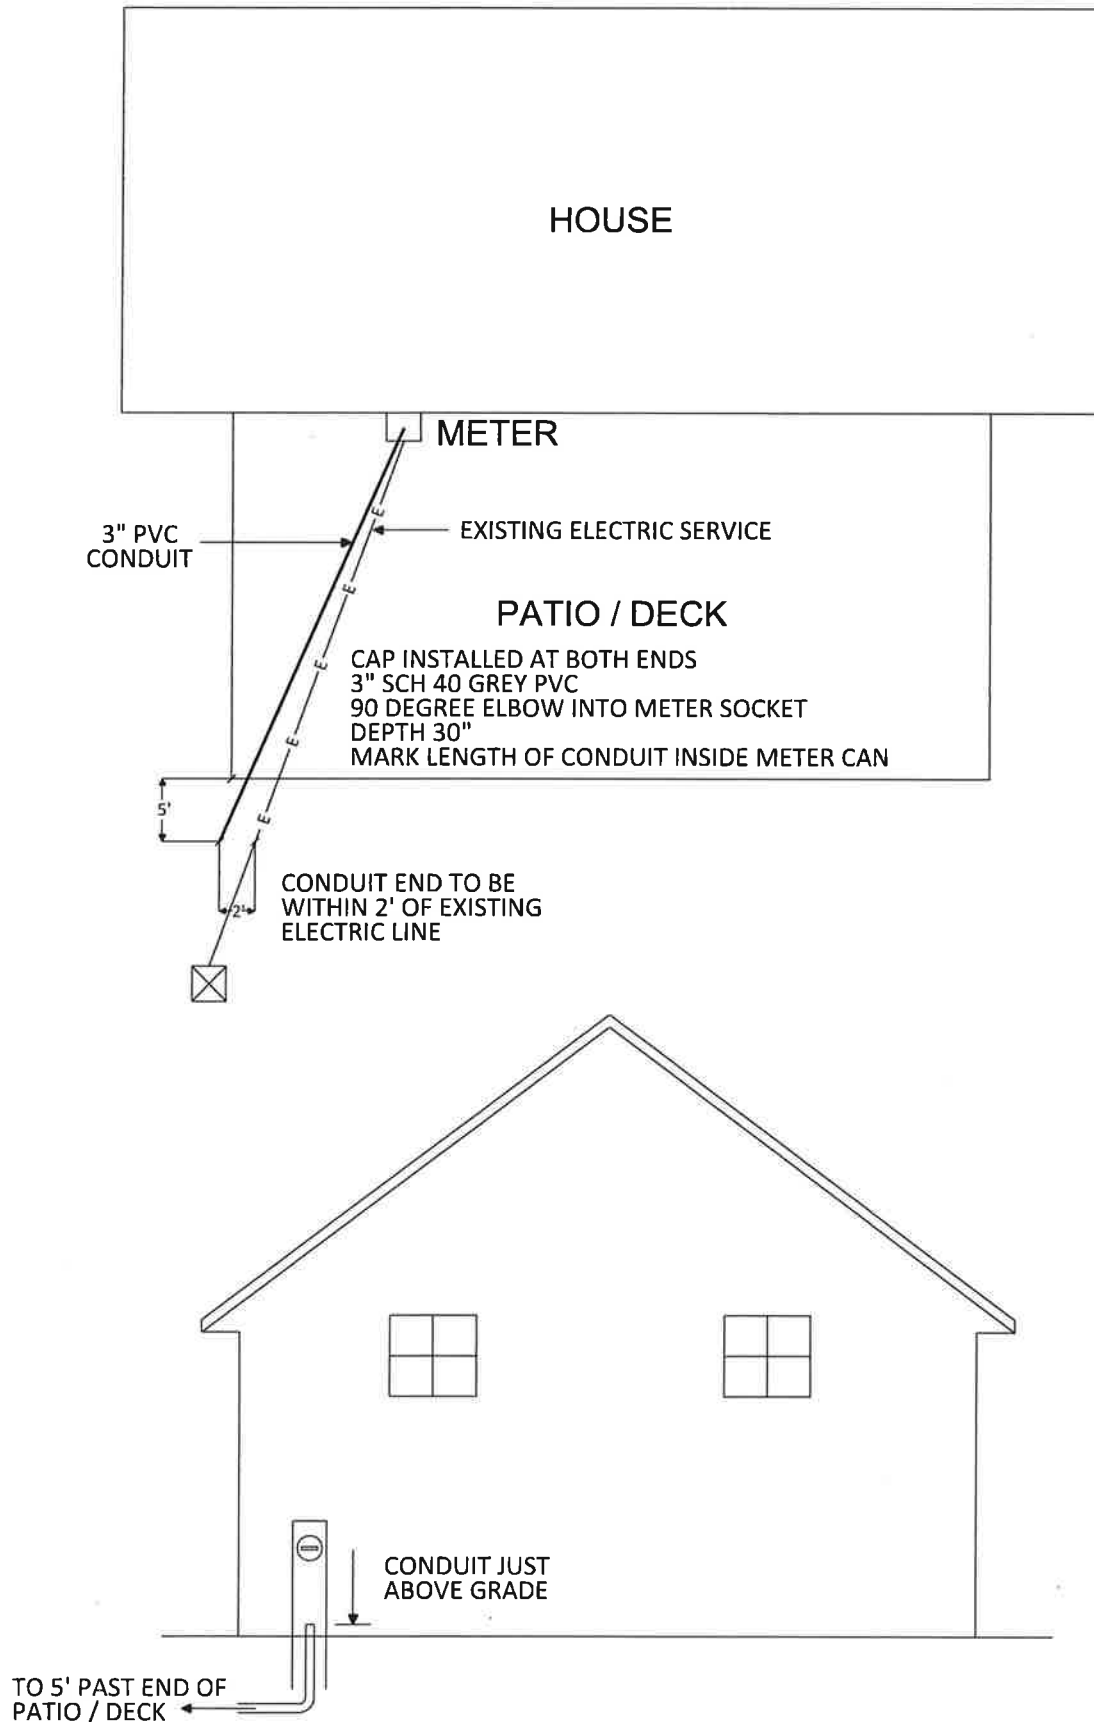 HOUSE
METER
3" PVC
CONDUIT
EXISTING ELECTRIC SERVICE
E
E
E
E
E
PATIO / DECK
CAP INSTALLED AT BOTH ENDS
3" SCH 40 GREY PVC
90 DEGREE ELBOW INTO METER SOCKET
DEPTH 30"
MARK LENGTH OF CONDUIT INSIDE METER CAN
5'
2'
CONDUIT END TO BE
WITHIN 2' OF EXISTING
ELECTRIC LINE
CONDUIT JUST
ABOVE GRADE
TO 5' PAST END OF
PATIO / DECK